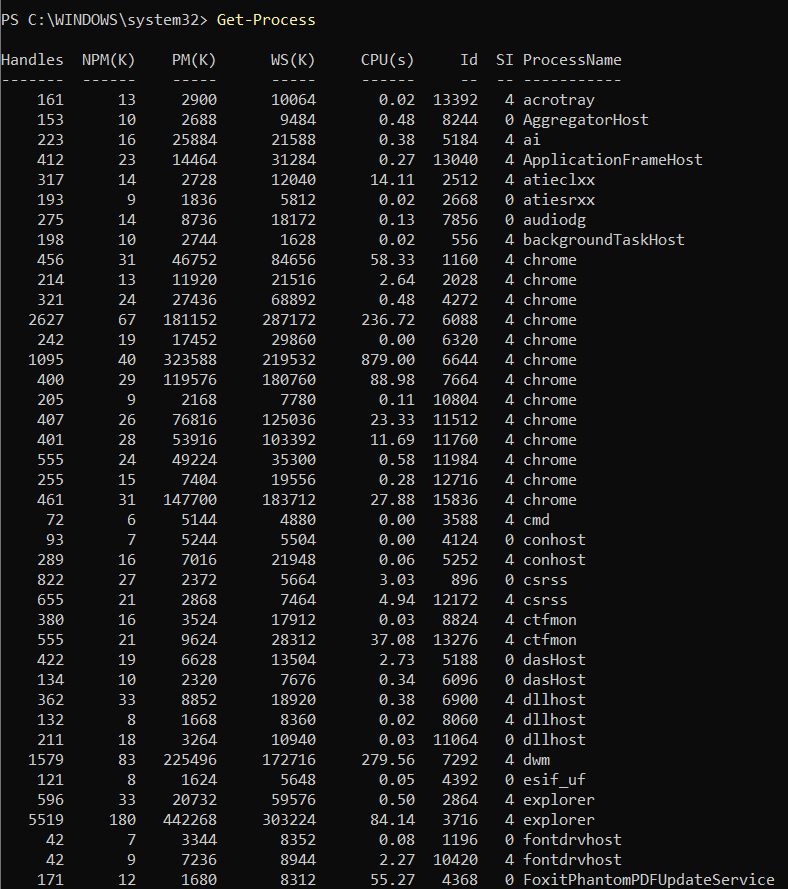 PS C:\WINDOWS\system32> Get-Process
Handles NPM(K) PM(K) WS(K) CPU(s) Id SI ProcessName
------- ------ ----- ----- ------ -- -- -----------
161 13 2900 10064 0.02 13392 4 acrotray
153 10 2688 9484 0.48 8244 0 AggregatorHost
223 16 25884 21588 0.38 5184 4 ai
412 23 14464 31284 0.27 13040 4 ApplicationFrameHost
317 14 2728 12040 14.11 2512 4 atieclxx
193 9 1836 5812 0.02 2668 0 atiesrxx
275 14 8736 18172 0.13 7856 0 audiodg
198 10 2744 1628 0.02 556 4 backgroundTaskHost
456 31 46752 84656 58.33 1160 4 chrome
214 13 11920 21516 2.64 2028 4 chrome
321 24 27436 68892 0.48 4272 4 chrome
2627 67 181152 287172 236.72 6088 4 chrome
242 19 17452 29860 0.00 6320 4 chrome
1095 40 323588 219532 879.00 6644 4 chrome
400 29 119576 180760 88.98 7664 4 chrome
205 9 2168 7780 0.11 10804 4 chrome
407 26 76816 125036 23.33 11512 4 chrome
401 28 53916 103392 11.69 11760 4 chrome
555 24 49224 35300 0.58 11984 4 chrome
255 15 7404 19556 0.28 12716 4 chrome
461 31 147700 183712 27.88 15836 4 chrome
72 6 5144 4880 0.00 3588 4 cmd
93 7 5244 5504 0.00 4124 0 conhost
289 16 7016 21948 0.06 5252 4 conhost
822 27 2372 5664 3.03 896 0 csrss
655 21 2868 7464 4.94 12172 4 csrss
380 16 3524 17912 0.03 8824 4 ctfmon
555 21 9624 28312 37.08 13276 4 ctfmon
422 19 6628 13504 2.73 5188 0 dasHost
134 10 2320 7676 0.34 6096 0 dasHost
362 33 8852 18920 0.38 6900 4 dllhost
132 8 1668 8360 0.02 8060 4 dllhost
211 18 3264 10940 0.03 11064 0 dllhost
1579 83 225496 172716 279.56 7292 4 dwm
121 8 1624 5648 0.05 4392 0 esif_uf
596 33 20732 59576 0.50 2864 4 explorer
5519 180 442268 303224 84.14 3716 4 explorer
42 7 3344 8352 0.08 1196 0 fontdrvhost
42 9 7236 8944 2.27 10420 4 fontdrvhost
171 12 1680 8312 55.27 4368 0 FoxitPhantomPDFUpdateService